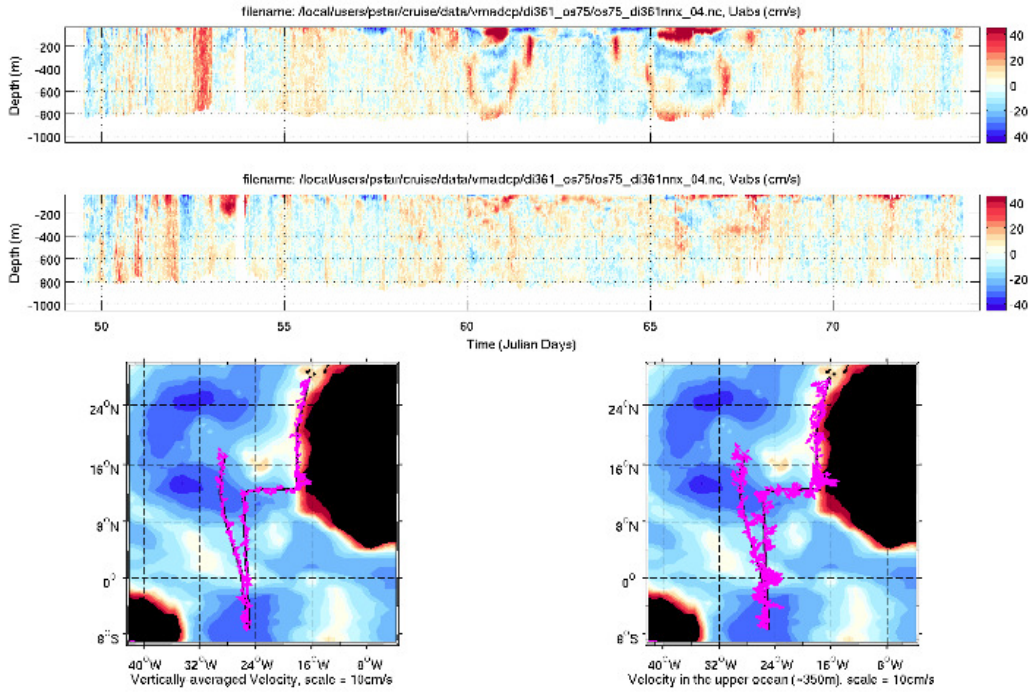 filename: /local/users/pstar/cruise/data/vmadcp/di361_os75/os75_di361nnx_04.nc, Uabs (cm/s)
Depth (m)
-200
-400
-600
-800
-1000
40
20
0
-20
40
filename: /local/users/pstar/cruise/data/vmadcp/di361_os75/os75_di361nnx_04.nc, Vabs (cm/s)
Depth (m)
-200
-400
600
800
-1000
40
20
0
-20
40
50 55 60 65 70
Time (Julian Days)
24°N
16°N
8°N
0°
8°S
40°W 32°W 24°W 16°W 8°W
Vertically averaged Velocity, scale = 10cm/s
24°N
16°N
8°N
0°
8°S
40°W 32°W 24°W 16°W 8°W
Velocity in the upper ocean (~350m). scale = 10cm/s